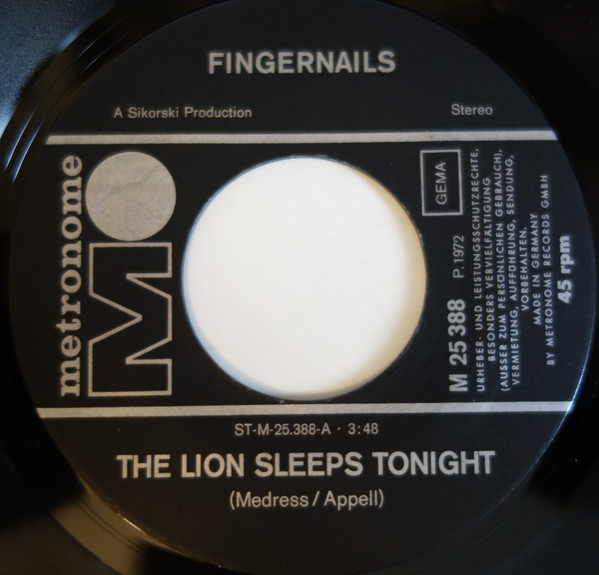 FINGERNAILS
A Sikorski Production
Stereo
metronome
M
GEMA
M 25 388
P. 1972
URHEBER- UND LEISTUNGSSCHUTZRECHTE,
BESONDERS VERVIELFÄLTIGUNG
(AUSSER ZUM PERSÖNLICHEN GEBRAUCH),
VERMIETUNG, AUFFÜHRUNG, SENDUNG,
VORBEHALTEN.
MADE IN GERMANY
BY METRONOME RECORDS GMBH
45 rpm
ST-M-25.388-A · 3:48
THE LION SLEEPS TONIGHT
(Medress / Appell)